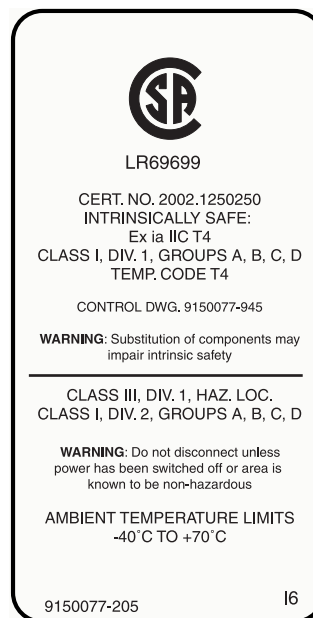 CSA
LR69699
CERT. NO. 2002.1250250
INTRINSICALLY SAFE:
Ex ia IIC T4
CLASS I, DIV. 1, GROUPS A, B, C, D
TEMP. CODE T4
CONTROL DWG. 9150077-945
WARNING: Substitution of components may
impair intrinsic safety
CLASS III, DIV. 1, HAZ. LOC.
CLASS I, DIV. 2, GROUPS A, B, C, D
WARNING: Do not disconnect unless
power has been switched off or area is
known to be non-hazardous
AMBIENT TEMPERATURE LIMITS
-40˚C TO +70˚C
9150077-205 I6